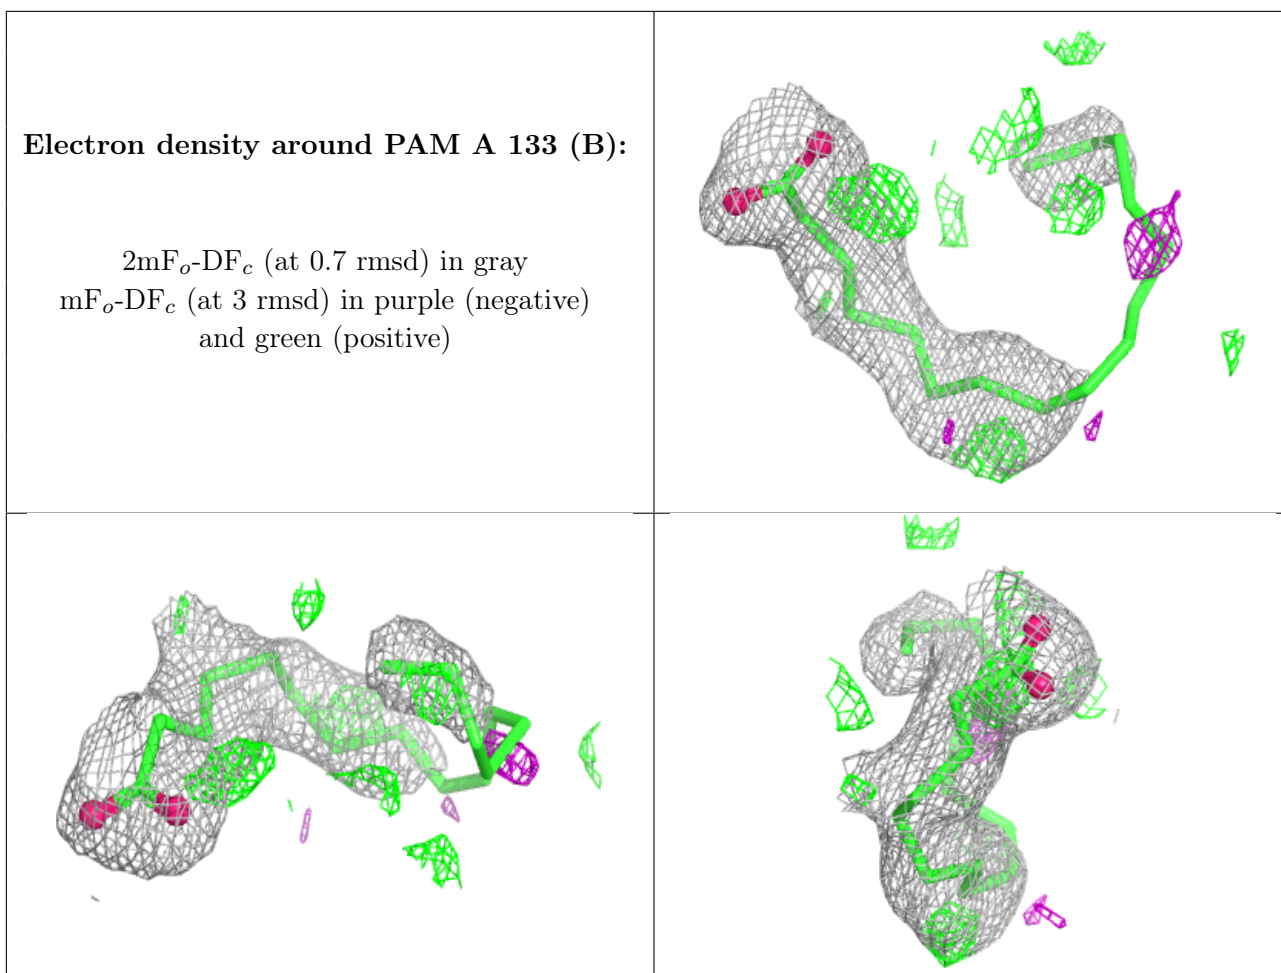 Electron density around PAM A 133 (B):
2mFo-DFc (at 0.7 rmsd) in gray
mFo-DFc (at 3 rmsd) in purple (negative)
and green (positive)